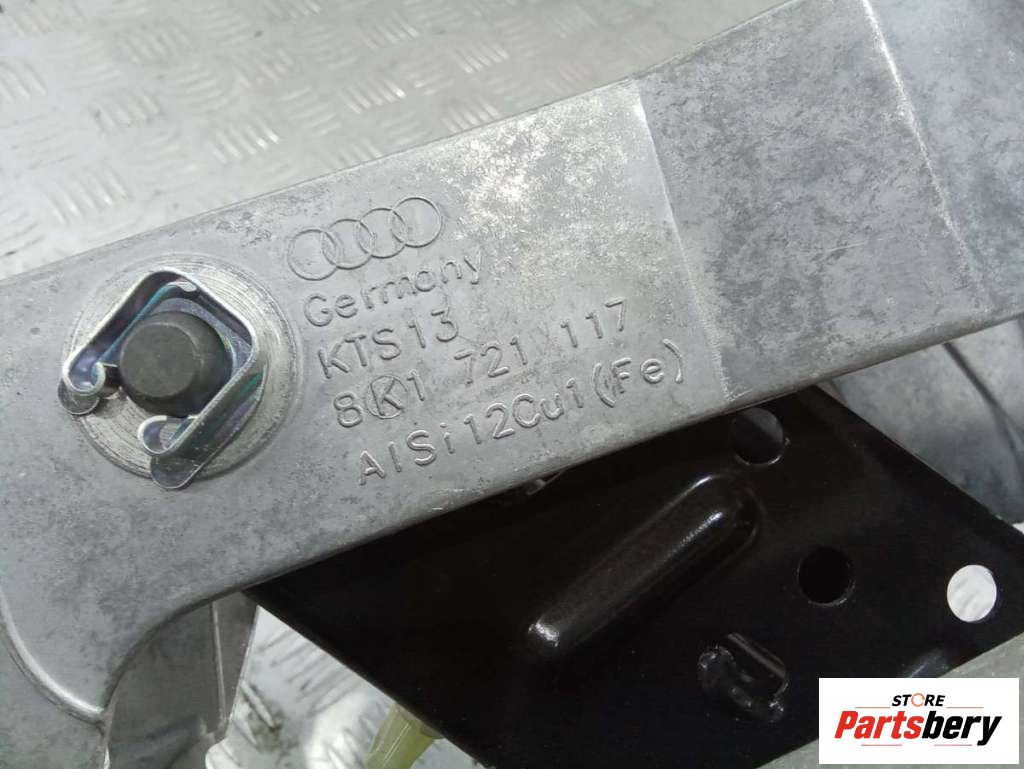 Germany
KTS13
8K1 721 117
AlSi12Cu1(Fe)
STORE
Partsbery